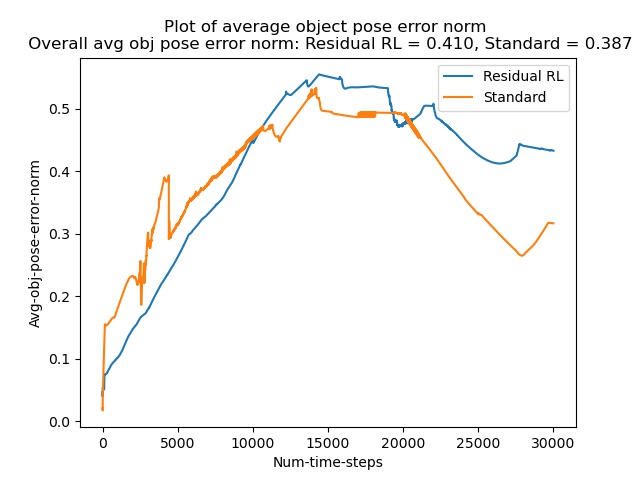 Plot of average object pose error norm
Overall avg obj pose error norm: Residual RL = 0.410, Standard = 0.387
Residual RL
Standard
Avg-obj-pose-error-norm
0.5
0.4
0.3
0.2
0.1
0.0
0 5000 10000 15000 20000 25000 30000
Num-time-steps